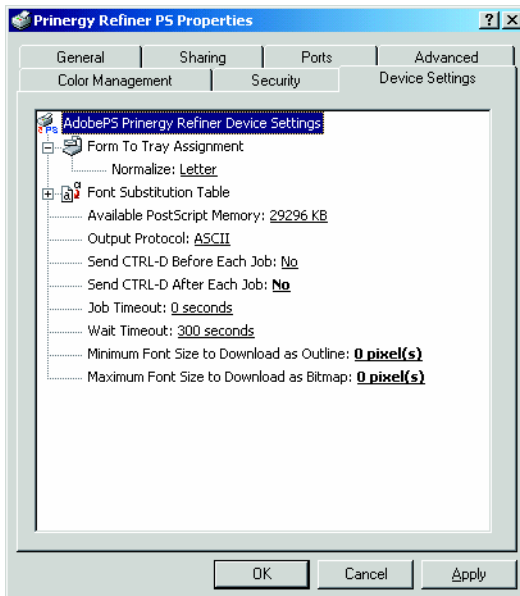 Prinergy Refiner PS Properties
General Sharing Ports Advanced
Color Management Security Device Settings
AdobePS Prinergy Refiner Device Settings
Form To Tray Assignment
Normalize: Letter
Font Substitution Table
Available PostScript Memory: 29296 KB
Output Protocol: ASCII
Send CTRL-D Before Each Job: No
Send CTRL-D After Each Job: No
Job Timeout: 0 seconds
Wait Timeout: 300 seconds
Minimum Font Size to Download as Outline: 0 pixel(s)
Maximum Font Size to Download as Bitmap: 0 pixel(s)
OK Cancel Apply